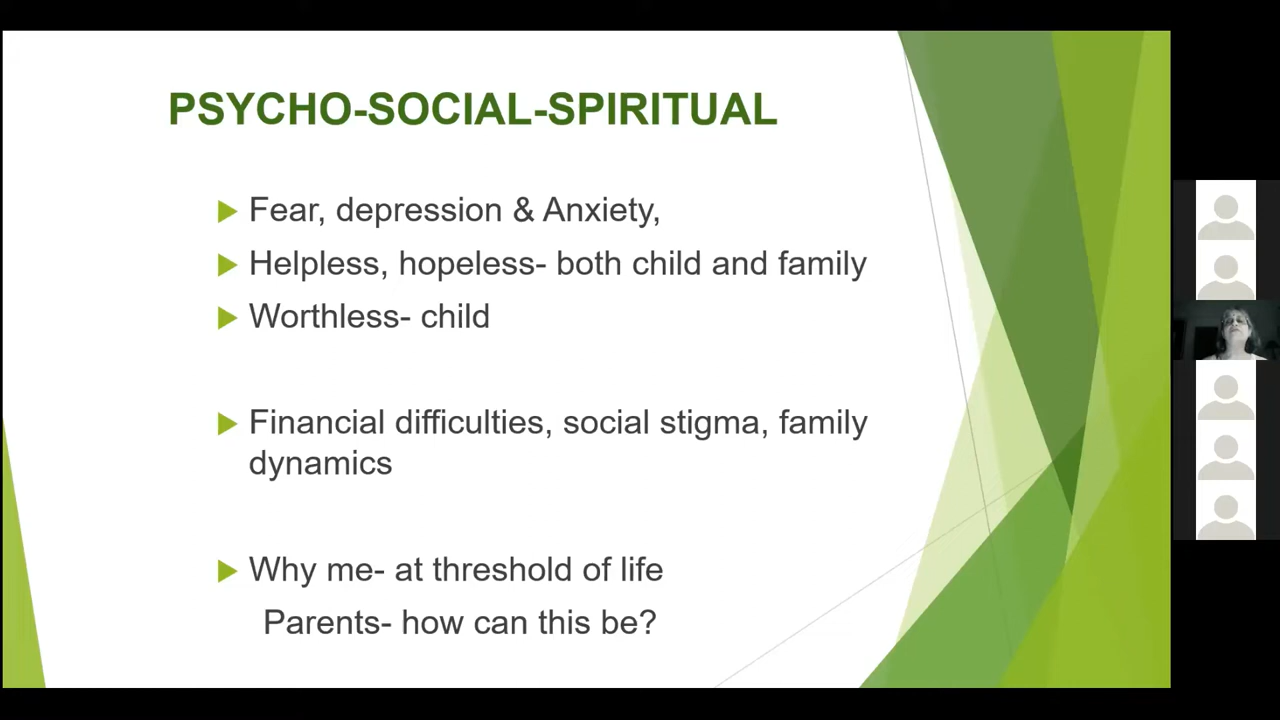 PSYCHO-SOCIAL-SPIRITUAL
Fear, depression & Anxiety,
Helpless, hopeless- both child and family
Worthless- child
Financial difficulties, social stigma, family
dynamics
Why me- at threshold of life
Parents- how can this be?